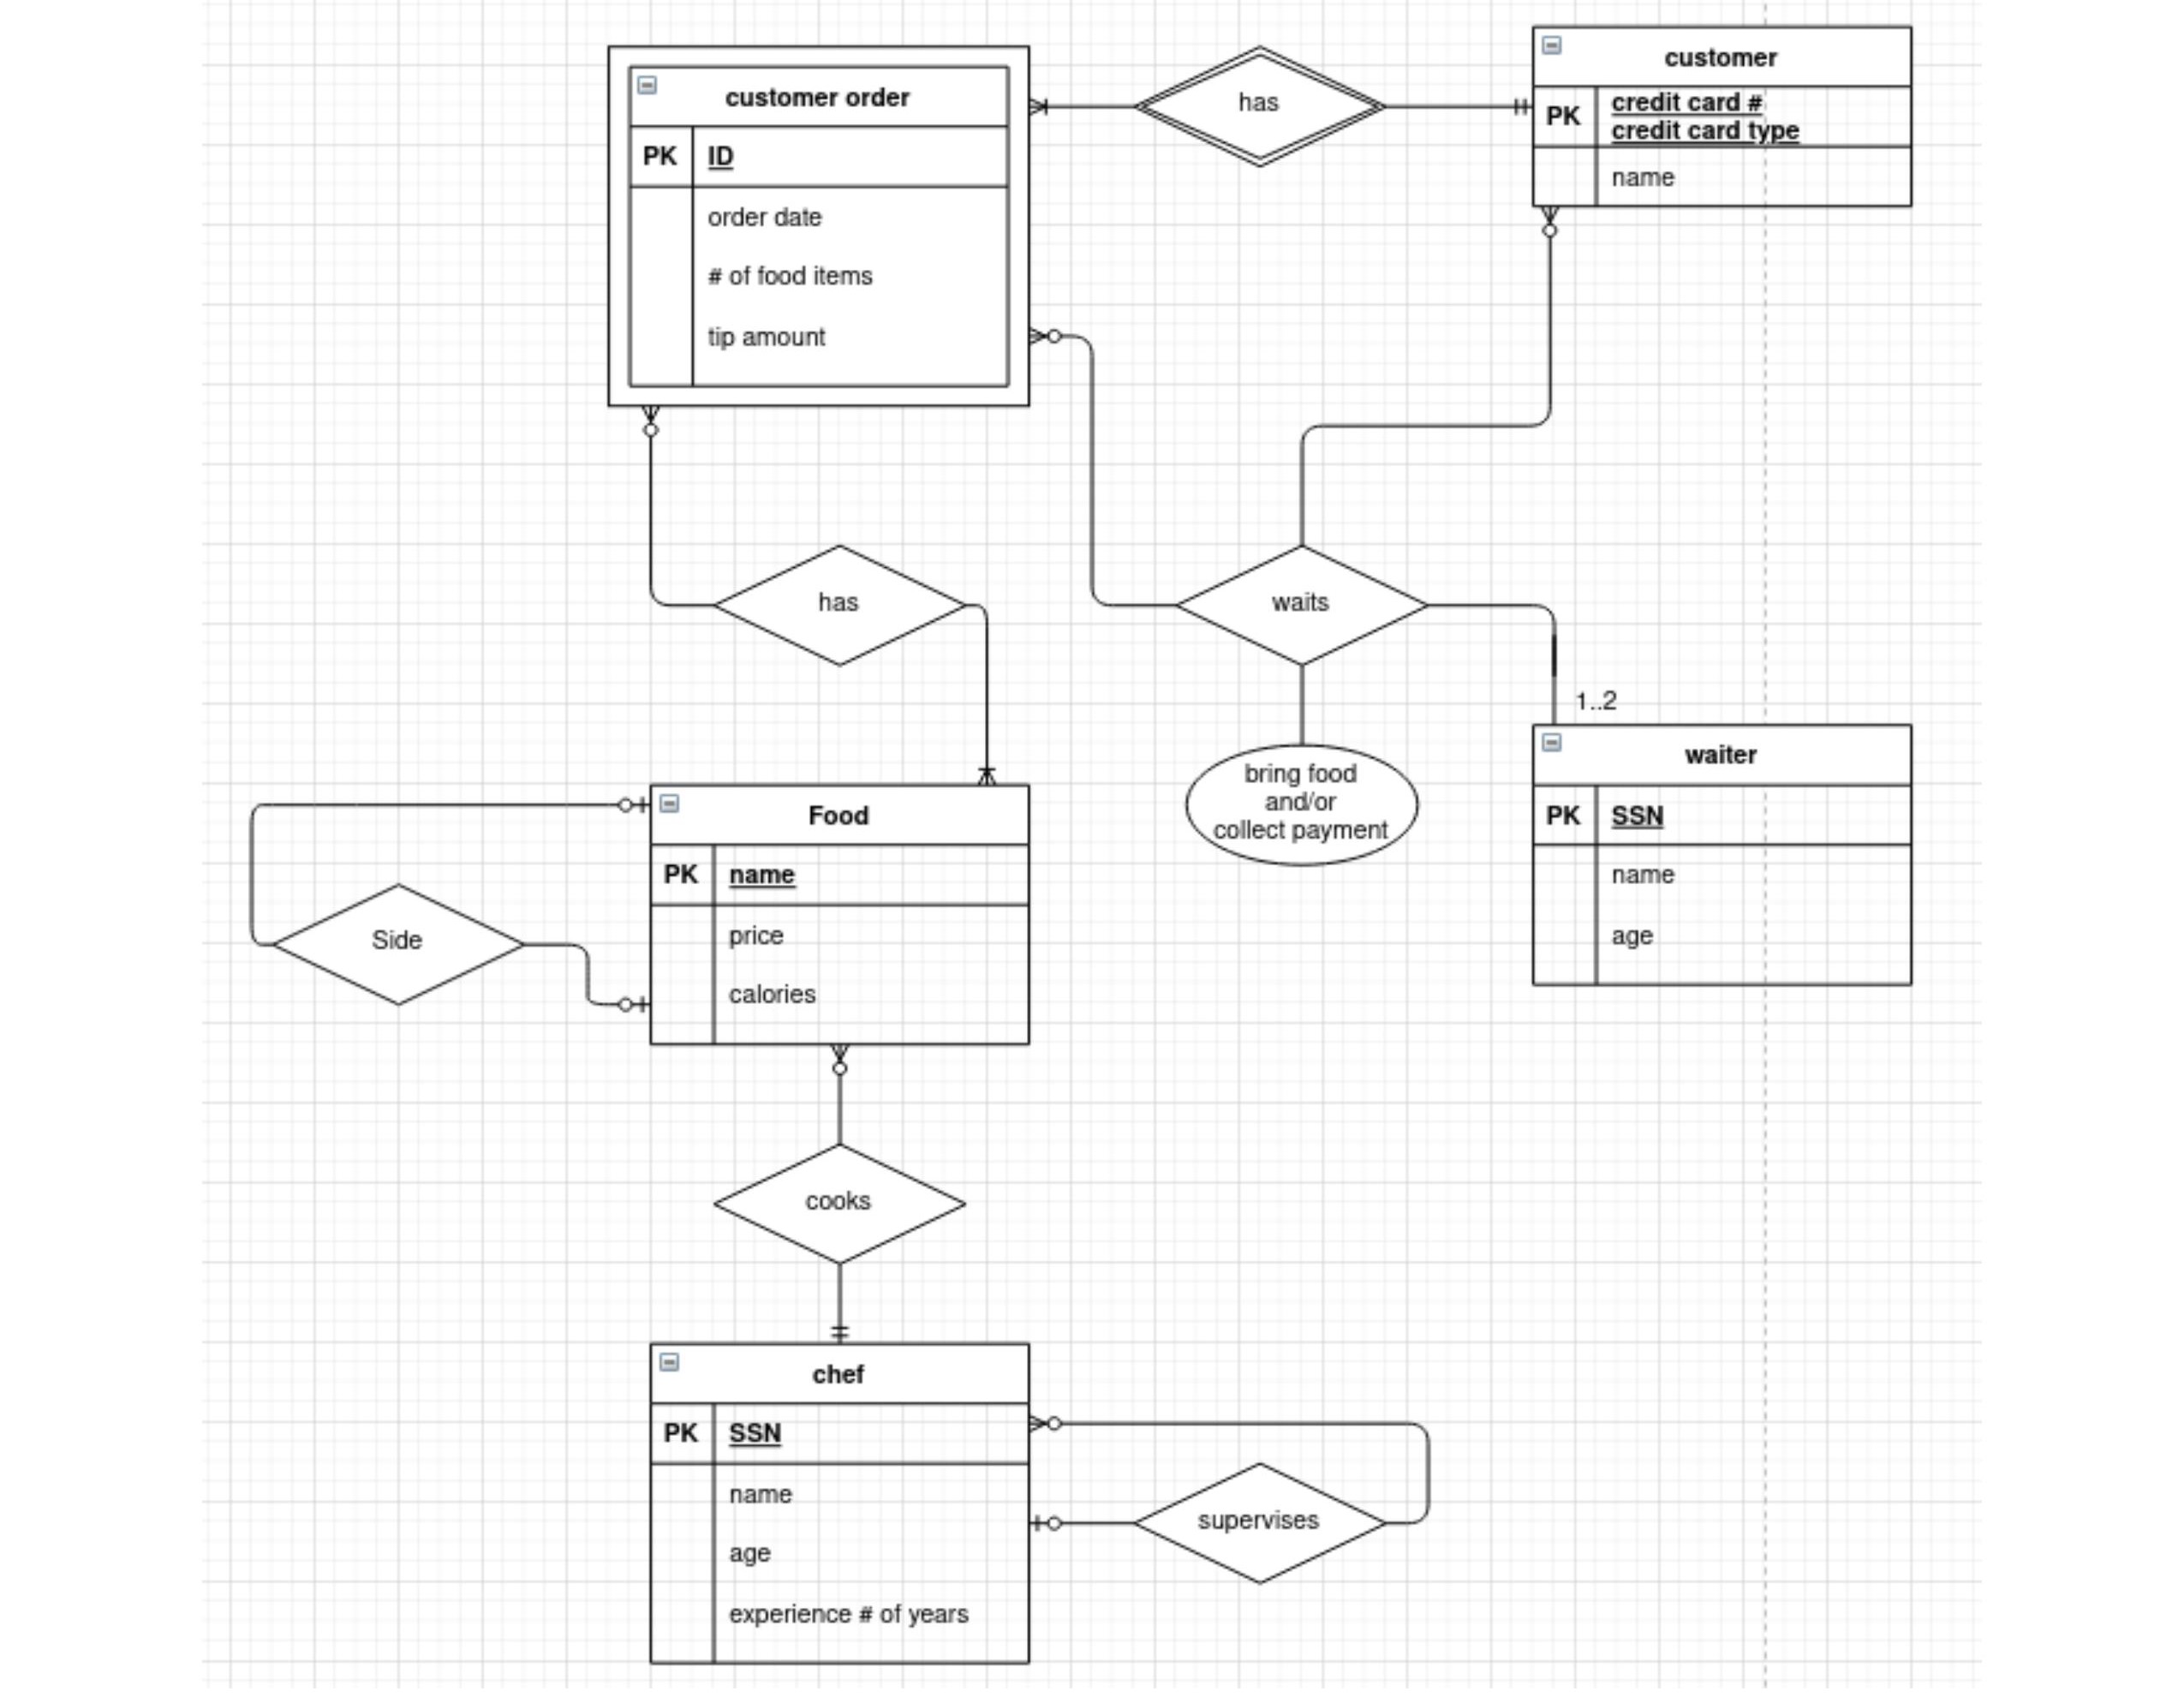 customer order
PK ID
order date
# of food items
tip amount
has
customer
PK
credit card #
credit card type
name
has
waits
1..2
bring food
and/or
collect payment
waiter
PK SSN
name
age
Food
PK name
price
calories
Side
cooks
chef
PK SSN
name
age
experience # of years
supervises